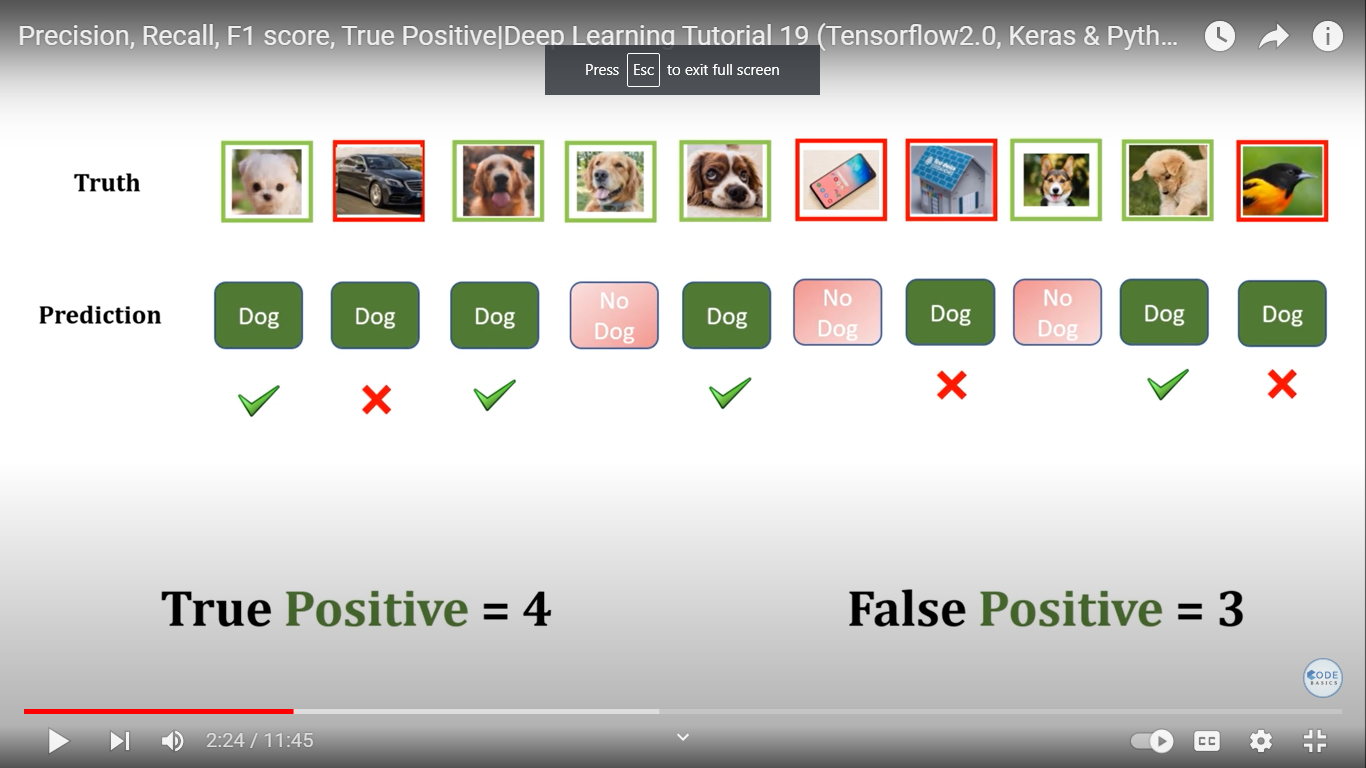 Precision, Recall, F1 score, True Positive|Deep Learning Tutorial 19 (Tensorflow2.0, Keras & Pyth...
Press Esc to exit full screen
Truth
Prediction
Dog
Dog
Dog
No
Dog
Dog
No
Dog
Dog
No
Dog
Dog
Dog
True Positive = 4
False Positive = 3
CODE
BASICS
2:24 / 11:45
CC